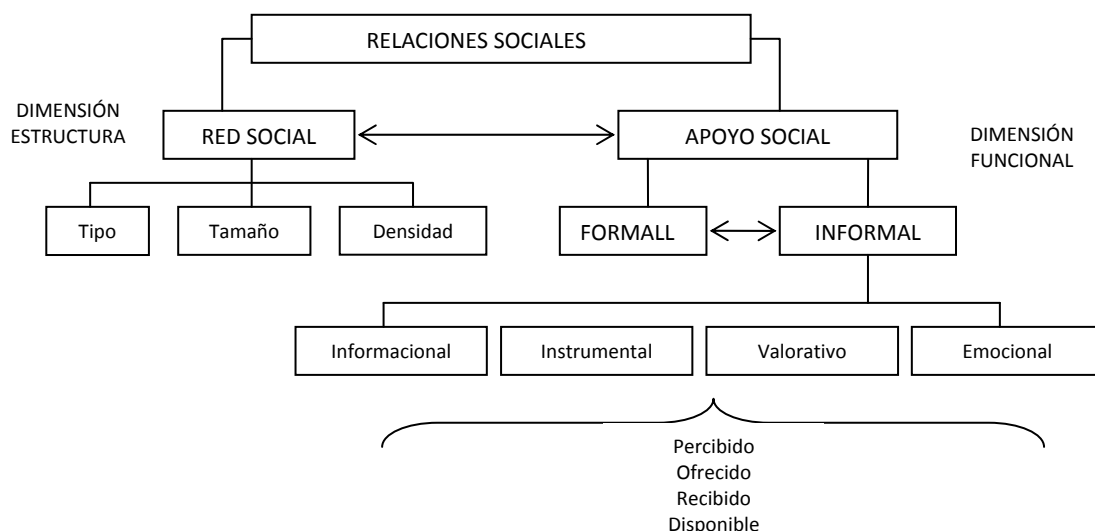 RELACIONES SOCIALES
DIMENSIÓN
ESTRUCTURA
RED SOCIAL
APOYO SOCIAL
DIMENSIÓN
FUNCIONAL
Tipo
Tamaño
Densidad
FORMALL
INFORMAL
Informacional
Instrumental
Valorativo
Emocional
Percibido
Ofrecido
Recibido
Disponible